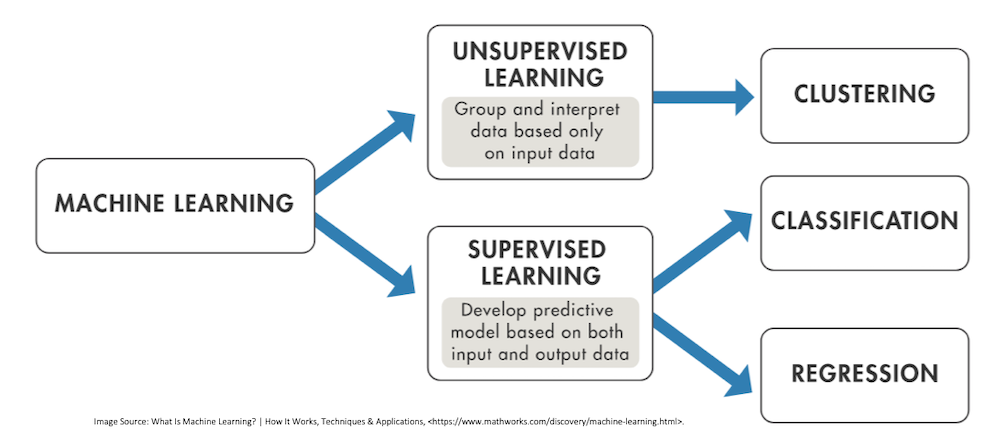 MACHINE LEARNING
UNSUPERVISED
LEARNING
Group and interpret
data based only
on input data
CLUSTERING
SUPERVISED
LEARNING
Develop predictive
model based on both
input and output data
CLASSIFICATION
REGRESSION
Image Source: What Is Machine Learning? | How It Works, Techniques & Applications, <https://www.mathworks.com/discovery/machine-learning.html>.